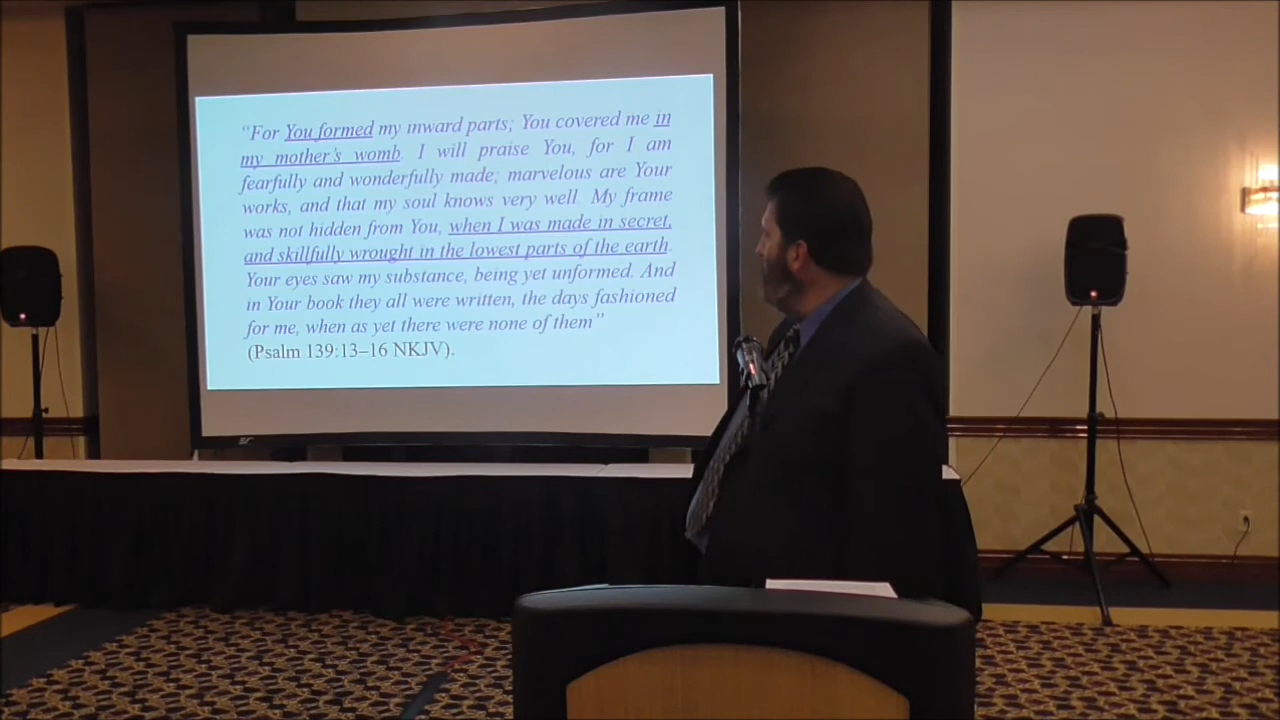 “For You formed my inward parts; You covered me in
my mother’s womb. I will praise You, for I am
fearfully and wonderfully made; marvelous are Your
works, and that my soul knows very well. My frame
was not hidden from You, when I was made in secret,
and skillfully wrought in the lowest parts of the earth.
Your eyes saw my substance, being yet unformed. And
in Your book they all were written, the days fashioned
for me, when as yet there were none of them”
(Psalm 139:13–16 NKJV).